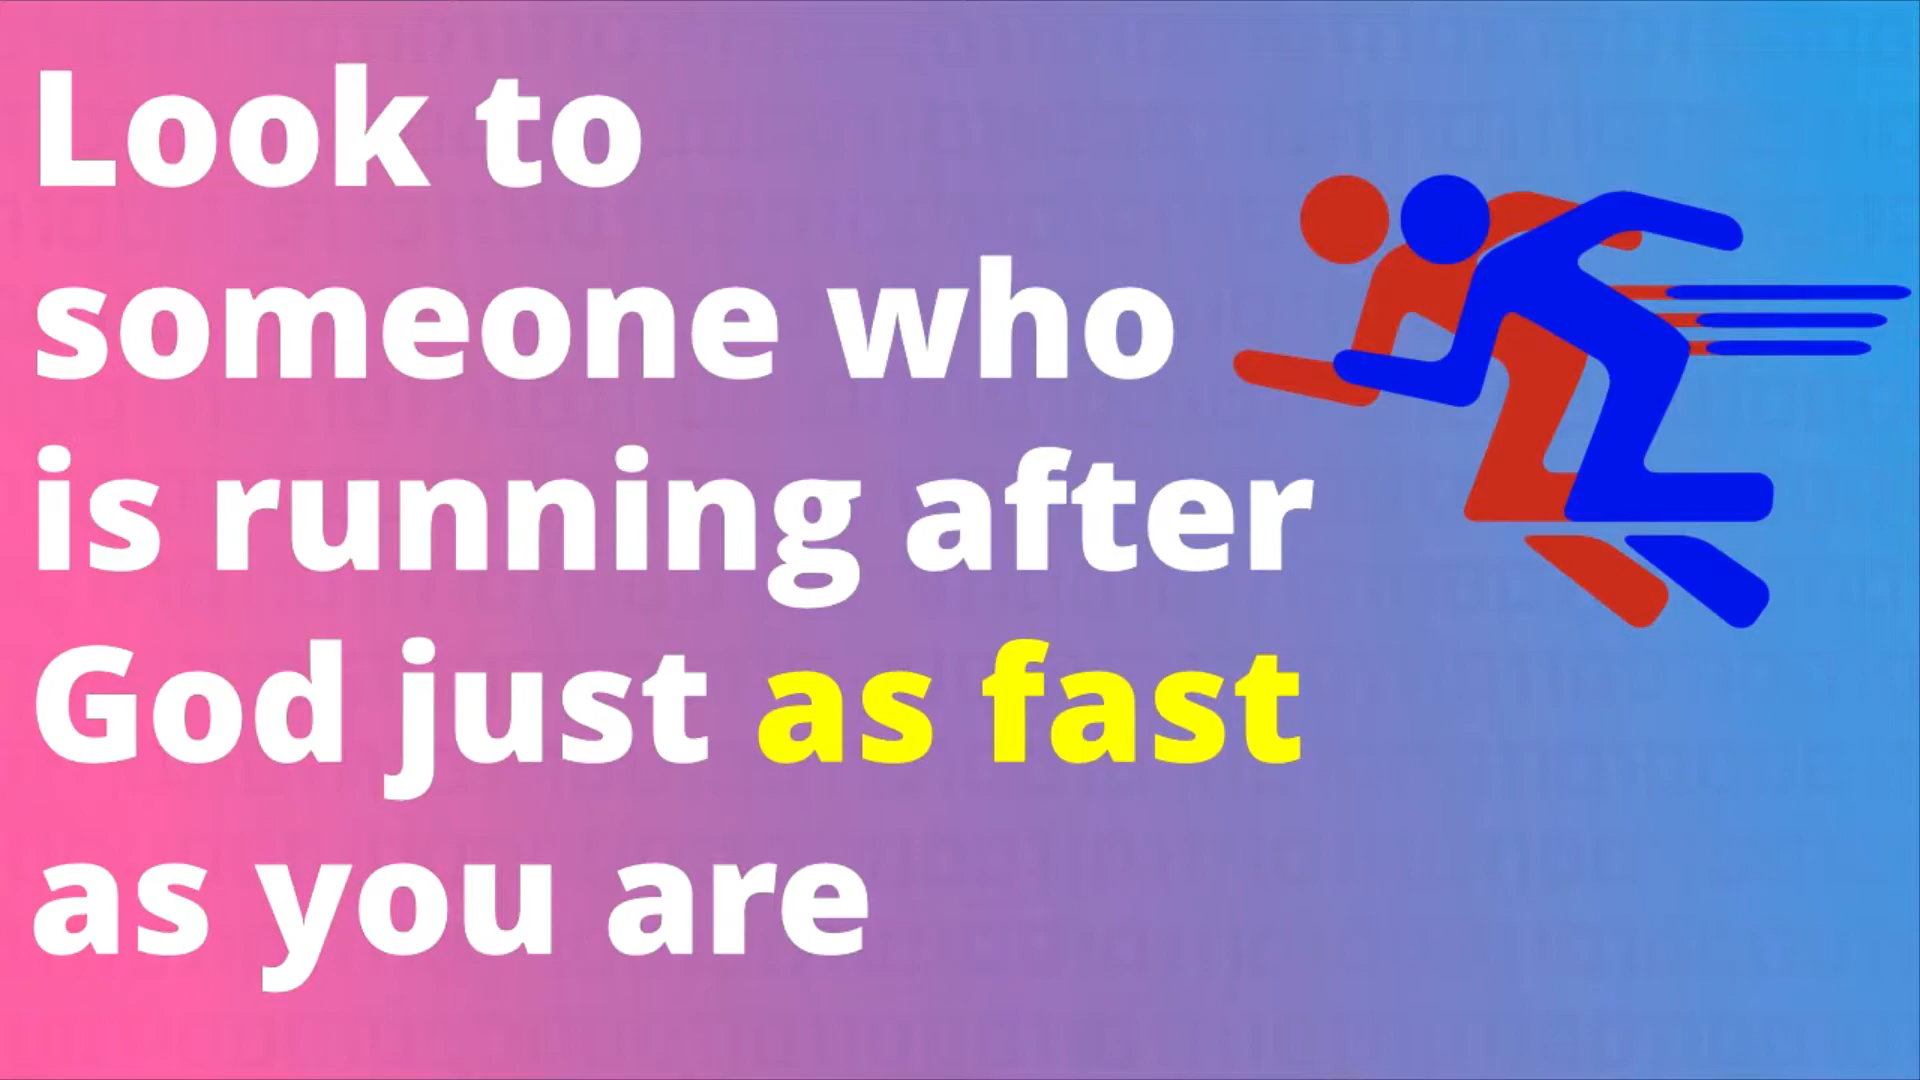 Look to
someone who
is running after
God just as fast
as you are